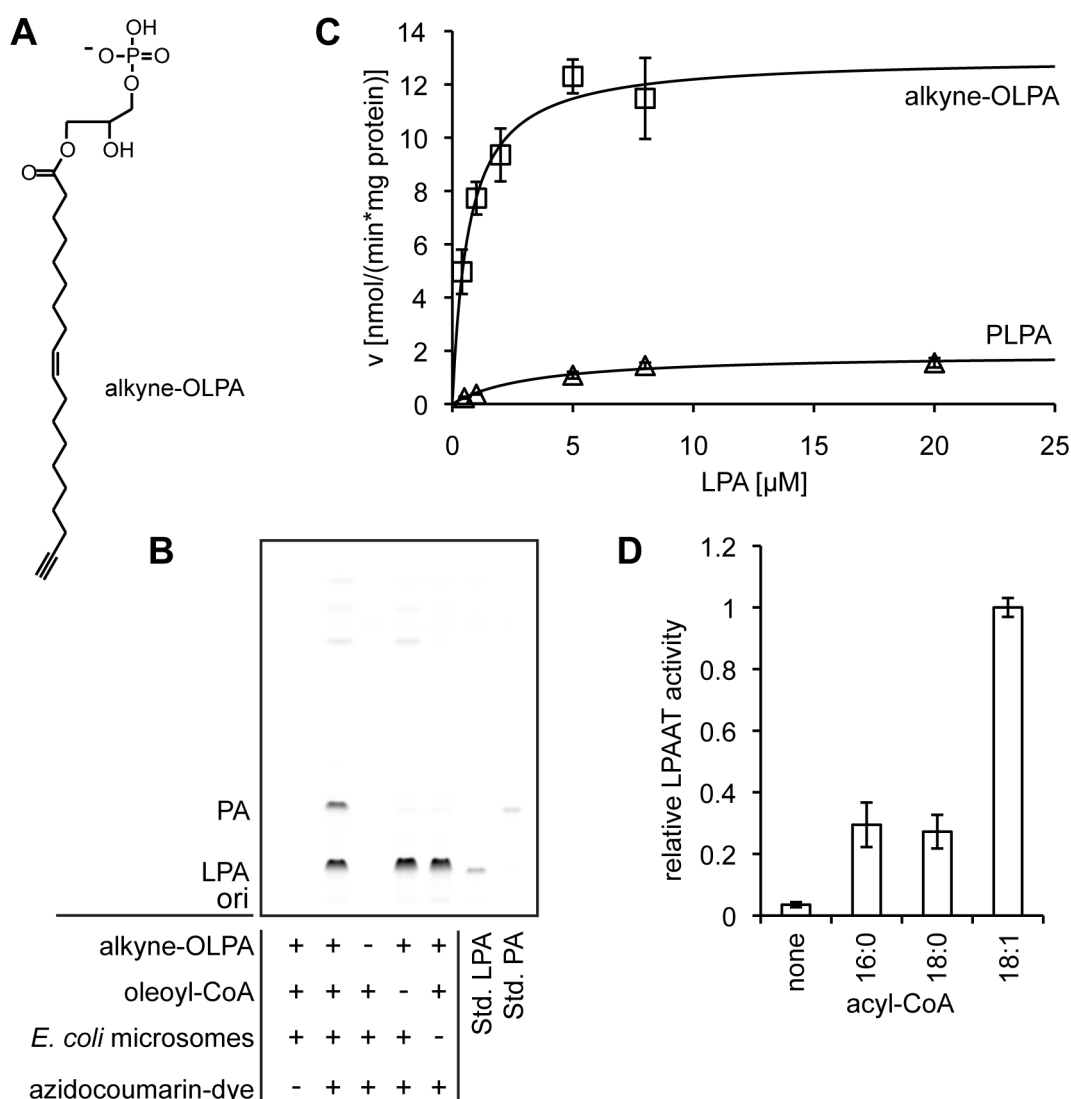 A
OH
⁻O-P=O
O
O
OH
O
alkyne-OLPA
C
14
12
10
8
6
4
2
0
v [nmol/(min*mg protein)]
alkyne-OLPA
PLPA
0 5 10 15 20 25
LPA [µM]
B
PA
LPA
ori
alkyne-OLPA + + - + +
oleoyl-CoA + + + - +
E. coli microsomes + + + + -
azidocoumarin-dye - + + + +
Std. LPA
Std. PA
D
1.2
1
0.8
0.6
0.4
0.2
0
relative LPAAT activity
none
16:0
18:0
18:1
acyl-CoA